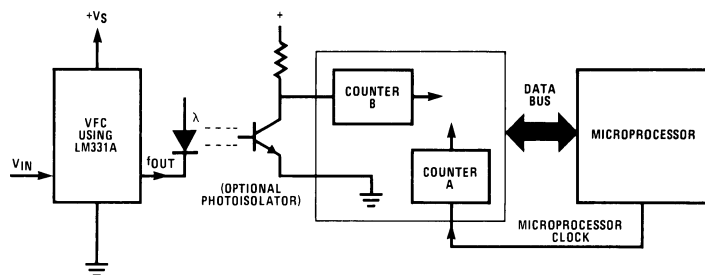 +VS
+
VFC
USING
LM331A
VIN
fOUT
λ
(OPTIONAL
PHOTOISOLATOR)
COUNTER
B
COUNTER
A
DATA
BUS
MICROPROCESSOR
MICROPROCESSOR
CLOCK